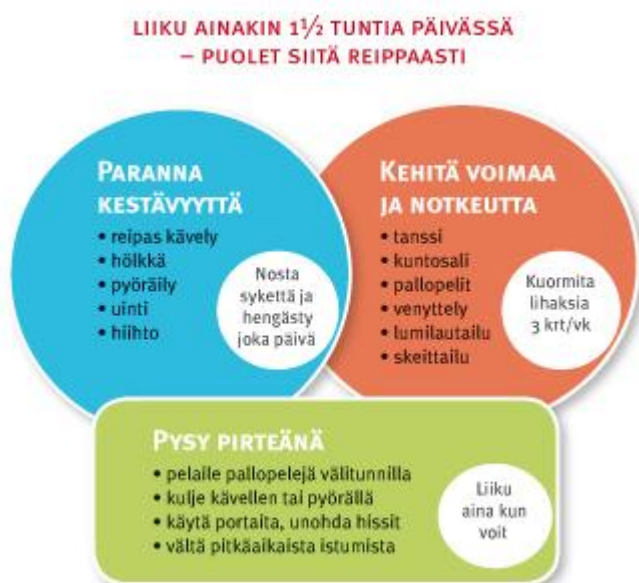 LIIKU AINAKIN 1½ TUNTIA PÄIVÄSSÄ
– PUOLET SIITÄ REIPPAASTI
PARANNA
KESTÄVYYTTÄ
• reipas kävely
• hölkkä
• pyöräily
• uinti
• hiihto
Nosta
sykettä ja
hengästy
joka päivä
KEHITÄ VOIMAA
JA NOTKEUTTA
• tanssi
• kuntosali
• pallopelit
• venyttely
• lumilautailu
• skeittailu
Kuormita
lihaksia
3 krt/vk
PYSY PIRTEÄNÄ
• pelaile pallopelejä välitunnilla
• kulje kävellen tai pyörällä
• käytä portaita, unohda hissit
• vältä pitkäaikaista istumista
Liiku
aina kun
voit